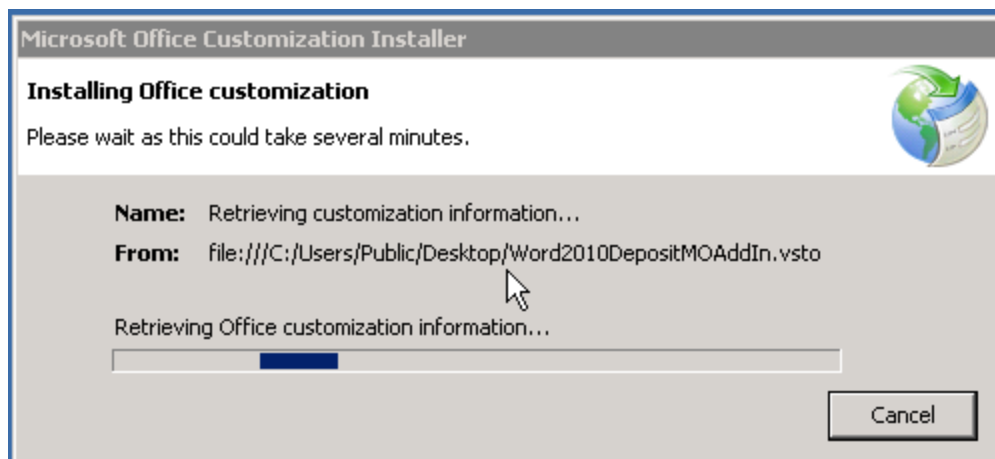 Microsoft Office Customization Installer
Installing Office customization
Please wait as this could take several minutes.
Name: Retrieving customization information...
From: file:///C:/Users/Public/Desktop/Word2010DepositMOAddIn.vsto
Retrieving Office customization information...
Cancel